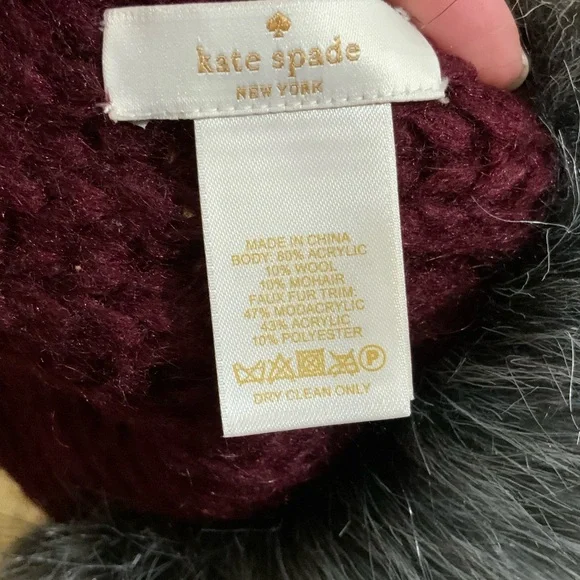 kate spade
NEW YORK
MADE IN CHINA
BODY: 80% ACRYLIC
10% WOOL
10% MOHAIR
FAUX FUR TRIM:
47% MODACRYLIC
43% ACRYLIC
10% POLYESTER
P
DRY CLEAN ONLY